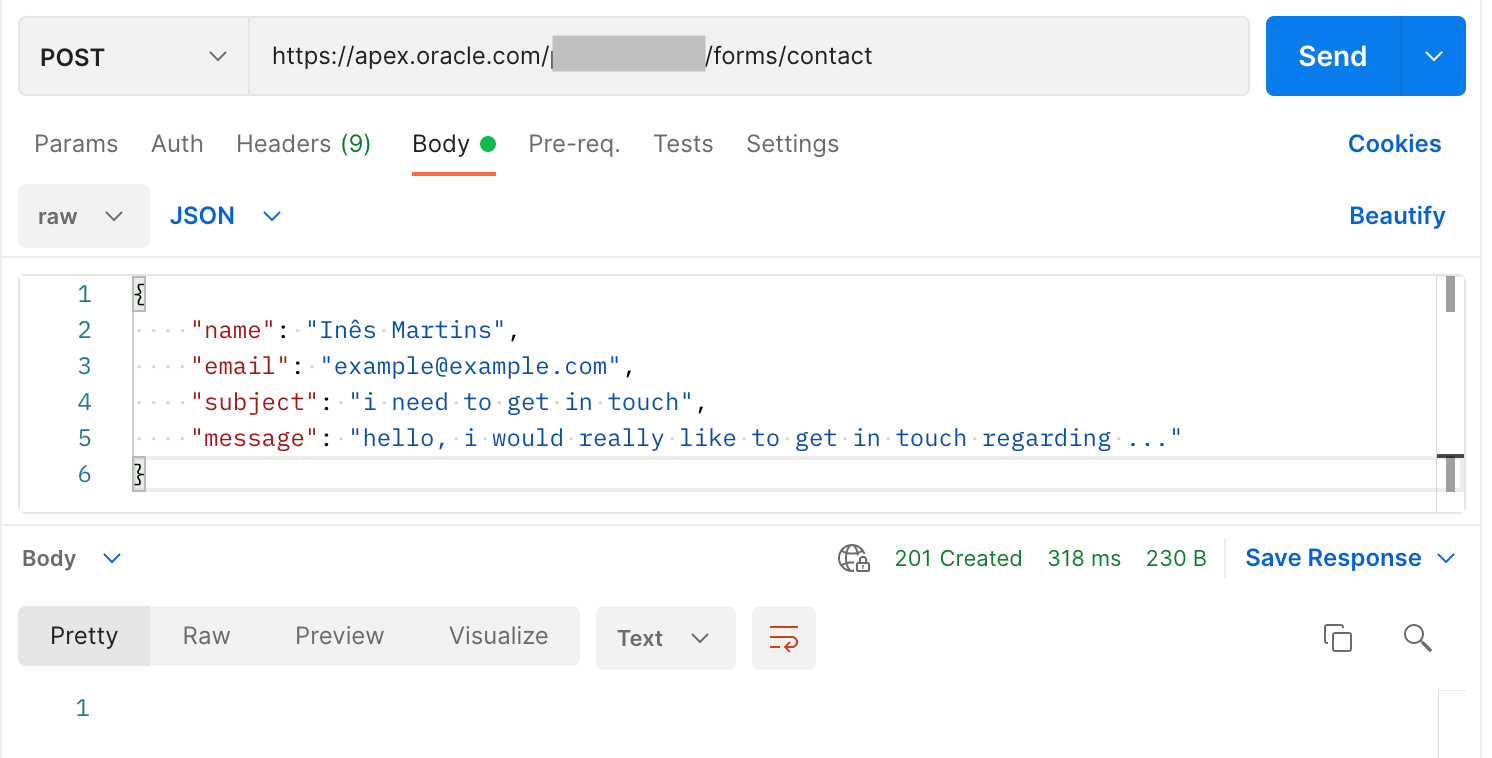 POST https://apex.oracle.com/ /forms/contact Send
Params Auth Headers (9) Body Pre-req. Tests Settings Cookies
raw JSON Beautify
1 {
2 "name": "Inês Martins",
3 "email": "example@example.com",
4 "subject": "i need to get in touch",
5 "message": "hello, i would really like to get in touch regarding ..."
6 }
Body 201 Created 318 ms 230 B Save Response
Pretty Raw Preview Visualize Text
1